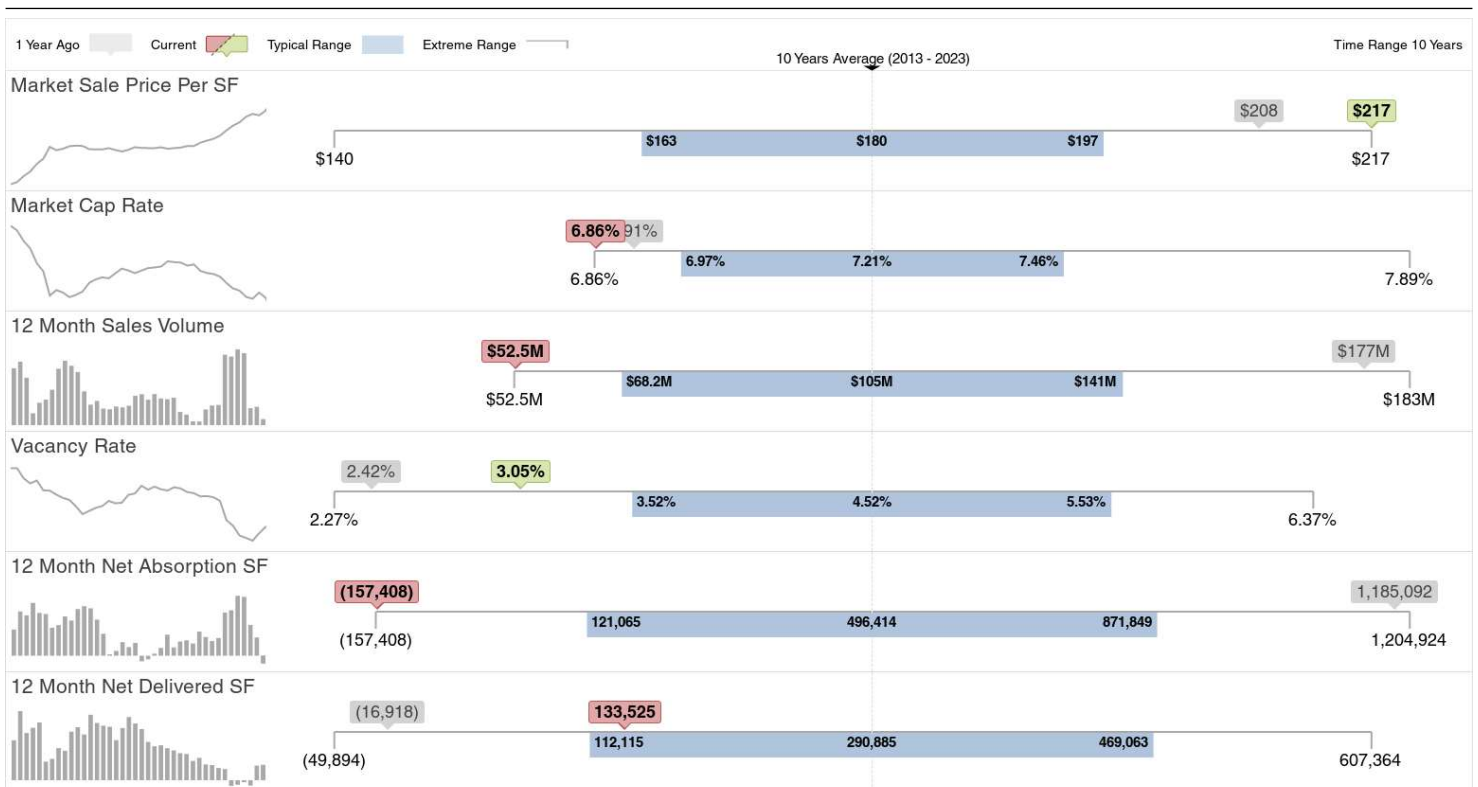 1 Year Ago Current Typical Range Extreme Range Time Range 10 Years
10 Years Average (2013 - 2023)
Market Sale Price Per SF
$208 $217
$163 $180 $197
$140 $217
Market Cap Rate
6.86% 91%
6.97% 7.21% 7.46%
6.86% 7.89%
12 Month Sales Volume
$52.5M $177M
$68.2M $105M $141M
$52.5M $183M
Vacancy Rate
2.42% 3.05%
3.52% 4.52% 5.53%
2.27% 6.37%
12 Month Net Absorption SF
(157,408) 1,185,092
121,065 496,414 871,849
(157,408) 1,204,924
12 Month Net Delivered SF
(16,918) 133,525
112,115 290,885 469,063
(49,894) 607,364